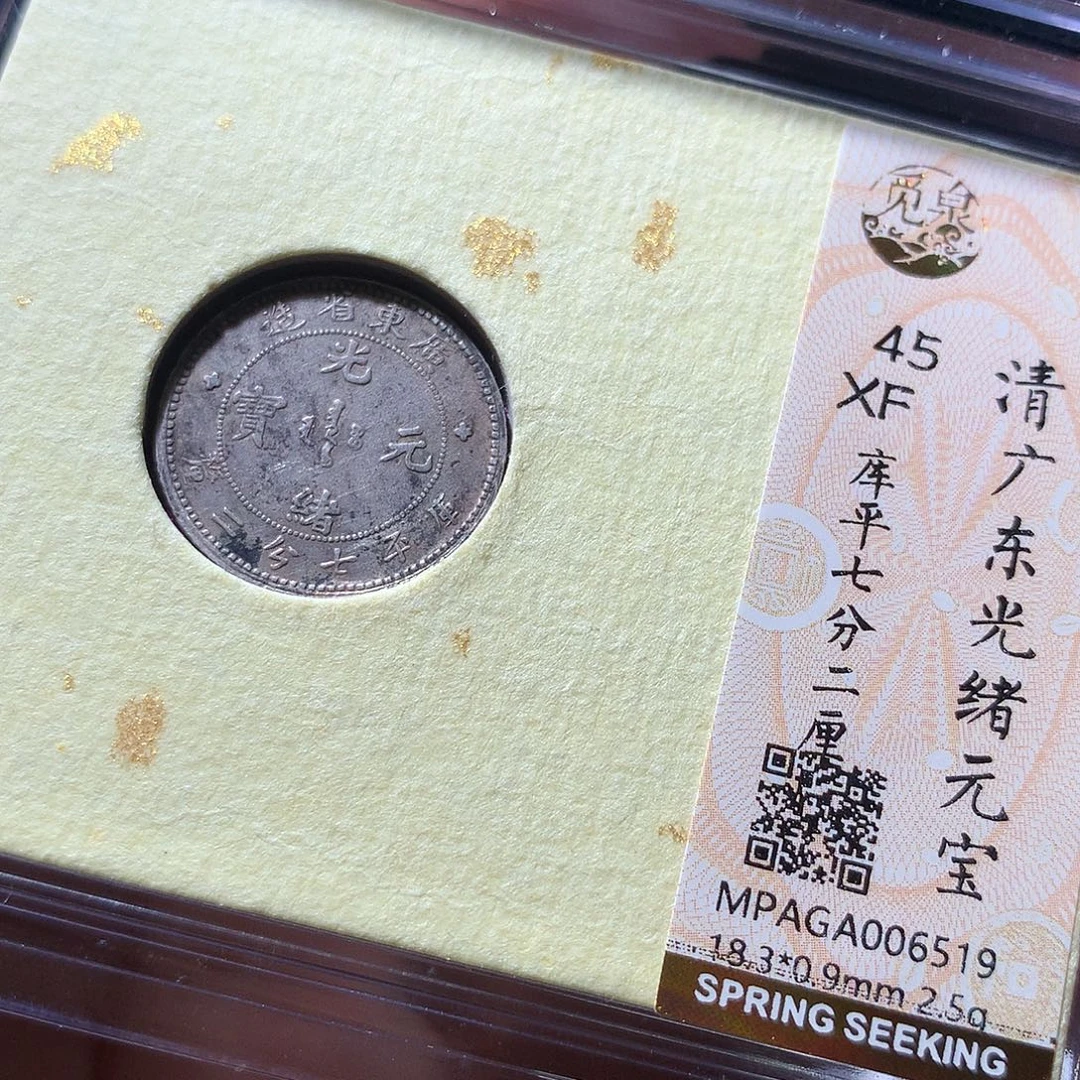 廣東省造
光緒元寶
庫平七分二釐
觅泉
45
XF
清广东光绪元宝
库平七分二厘
MPAGA006519
18.3*0.9mm 2.5g
SPRING SEEKING